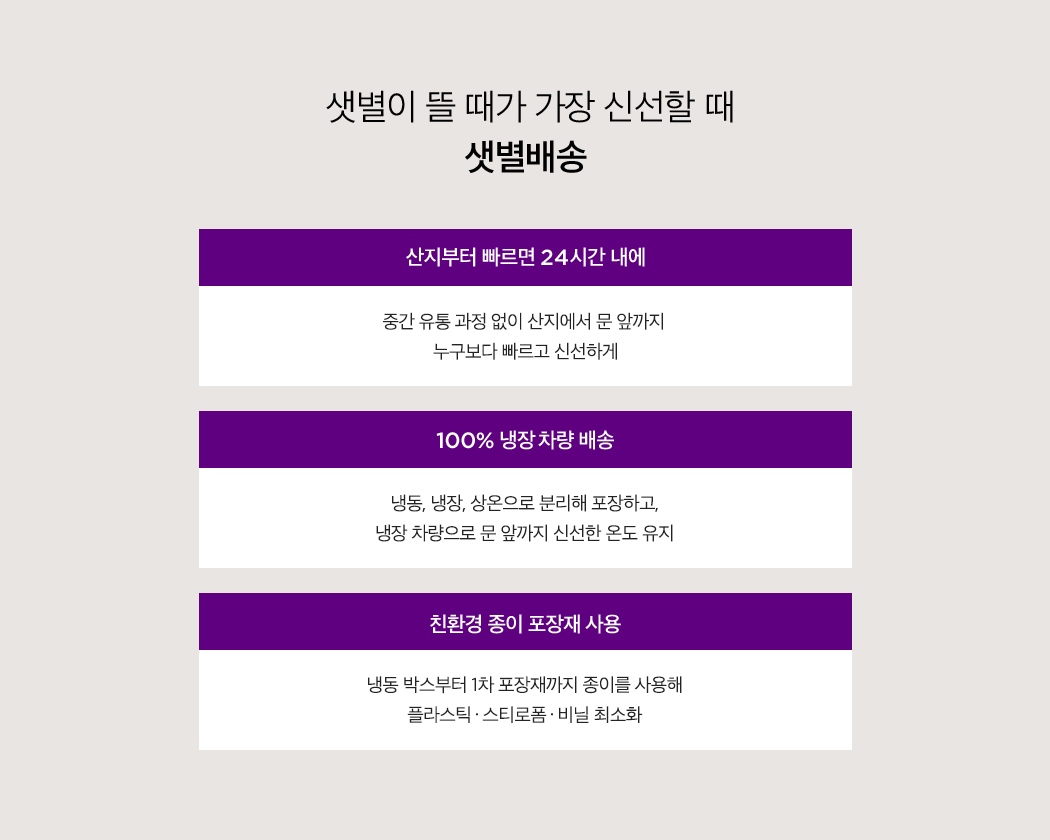 샛별이 뜰 때가 가장 신선할 때
샛별배송
산지부터 빠르면 24시간 내에
중간 유통 과정 없이 산지에서 문 앞까지
누구보다 빠르고 신선하게
100% 냉장 차량 배송
냉동, 냉장, 상온으로 분리해 포장하고,
냉장 차량으로 문 앞까지 신선한 온도 유지
친환경 종이 포장재 사용
냉동 박스부터 1차 포장재까지 종이를 사용해
플라스틱 · 스티로폼 · 비닐 최소화